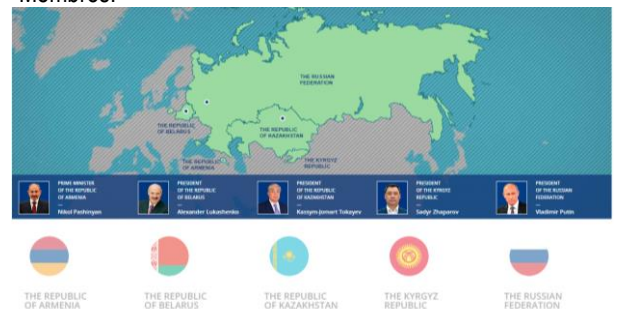 Membros:
THE RUSSIAN
FEDERATION
THE REPUBLIC
OF BELARUS
THE REPUBLIC
OF KAZAKHSTAN
THE REPUBLIC
OF ARMENIA
THE KYRGYZ
REPUBLIC
PRIME MINISTER
OF THE REPUBLIC
OF ARMENIA
Nikol Pashinyan
PRESIDENT
OF THE REPUBLIC
OF BELARUS
Alexander Lukashenko
PRESIDENT
OF THE REPUBLIC
OF KAZAKHSTAN
Kassym-Jomart Tokayev
PRESIDENT
OF THE KYRGYZ
REPUBLIC
Sadyr Zhaparov
PRESIDENT
OF THE RUSSIAN
FEDERATION
Vladimir Putin
THE REPUBLIC
OF ARMENIA
THE REPUBLIC
OF BELARUS
THE REPUBLIC
OF KAZAKHSTAN
THE KYRGYZ
REPUBLIC
THE RUSSIAN
FEDERATION